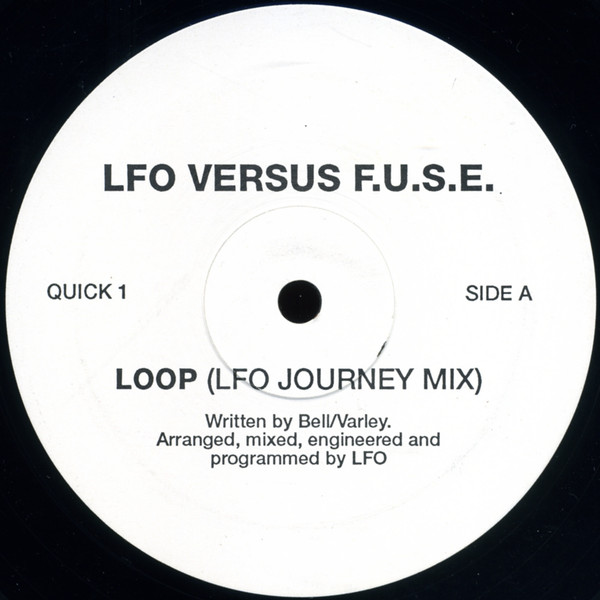 LFO VERSUS F.U.S.E.
QUICK 1
SIDE A
LOOP (LFO JOURNEY MIX)
Written by Bell/Varley.
Arranged, mixed, engineered and
programmed by LFO